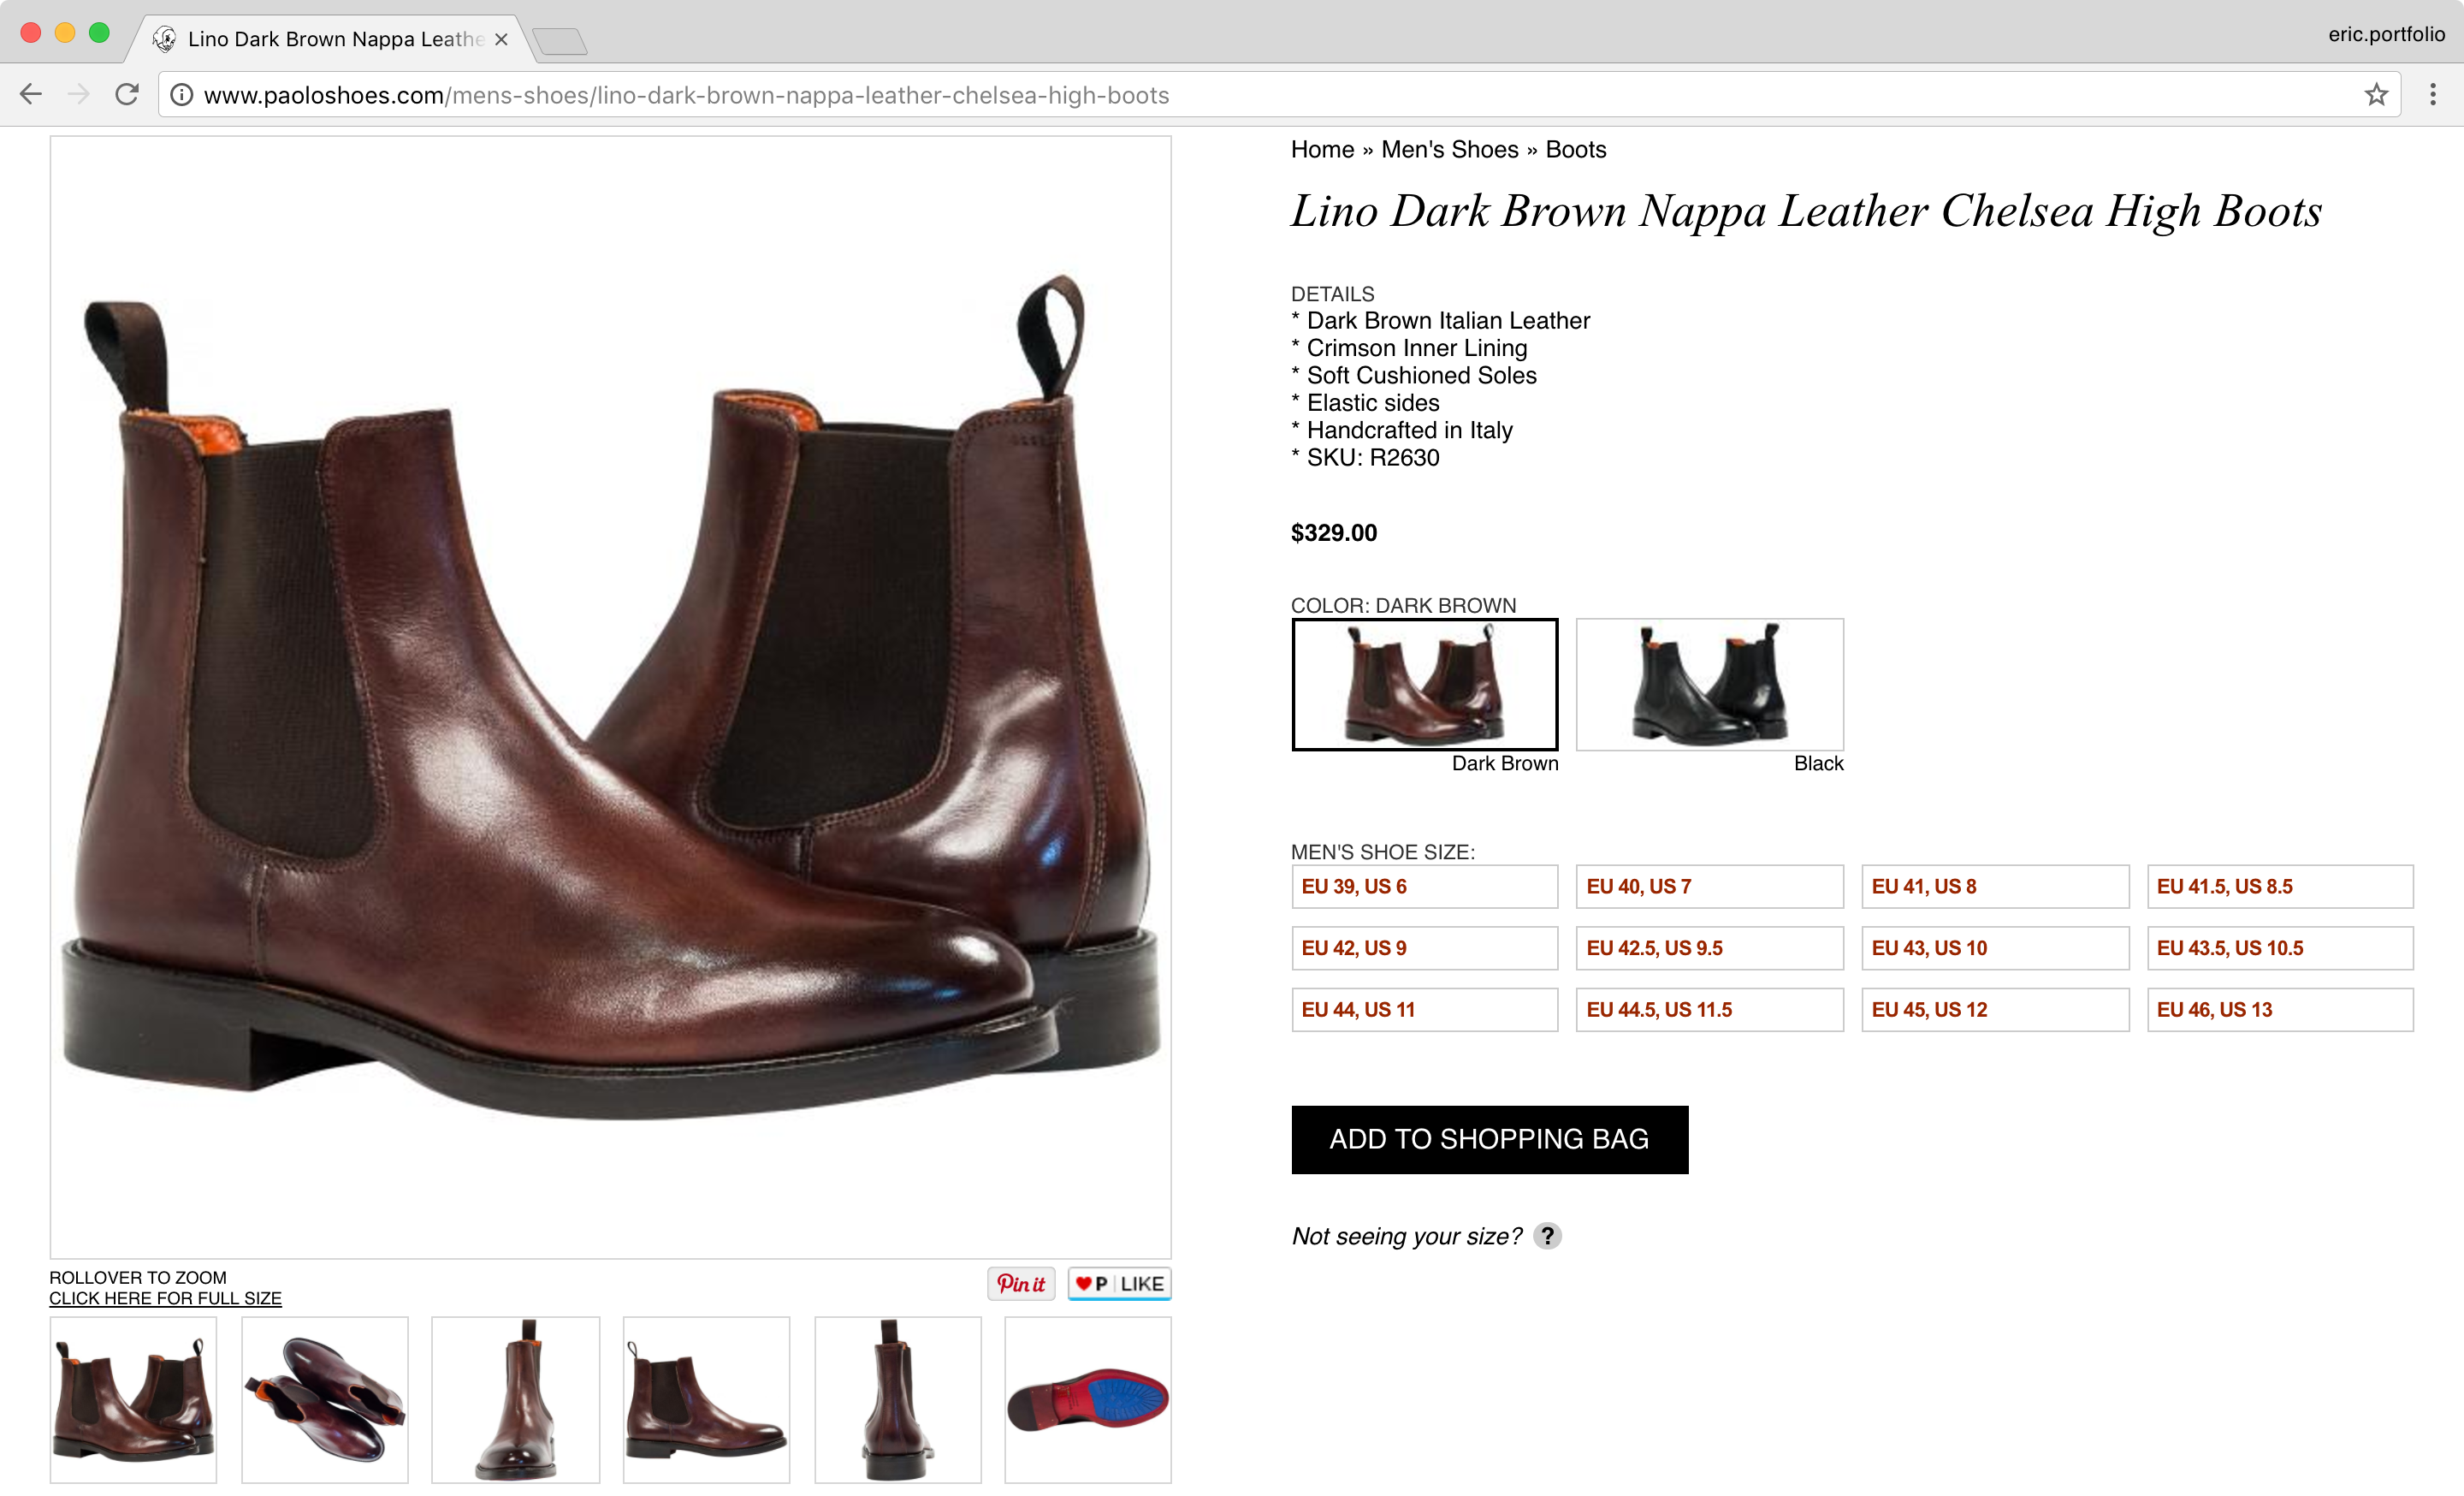 Lino Dark Brown Nappa Leathe
eric.portfolio
www.paoloshoes.com/mens-shoes/lino-dark-brown-nappa-leather-chelsea-high-boots
Home » Men's Shoes » Boots
Lino Dark Brown Nappa Leather Chelsea High Boots
DETAILS
* Dark Brown Italian Leather
* Crimson Inner Lining
* Soft Cushioned Soles
* Elastic sides
* Handcrafted in Italy
* SKU: R2630
$329.00
COLOR: DARK BROWN
Dark Brown
Black
MEN'S SHOE SIZE:
EU 39, US 6
EU 40, US 7
EU 41, US 8
EU 41.5, US 8.5
EU 42, US 9
EU 42.5, US 9.5
EU 43, US 10
EU 43.5, US 10.5
EU 44, US 11
EU 44.5, US 11.5
EU 45, US 12
EU 46, US 13
ADD TO SHOPPING BAG
Not seeing your size? ?
ROLLOVER TO ZOOM
CLICK HERE FOR FULL SIZE
Pin it
P LIKE